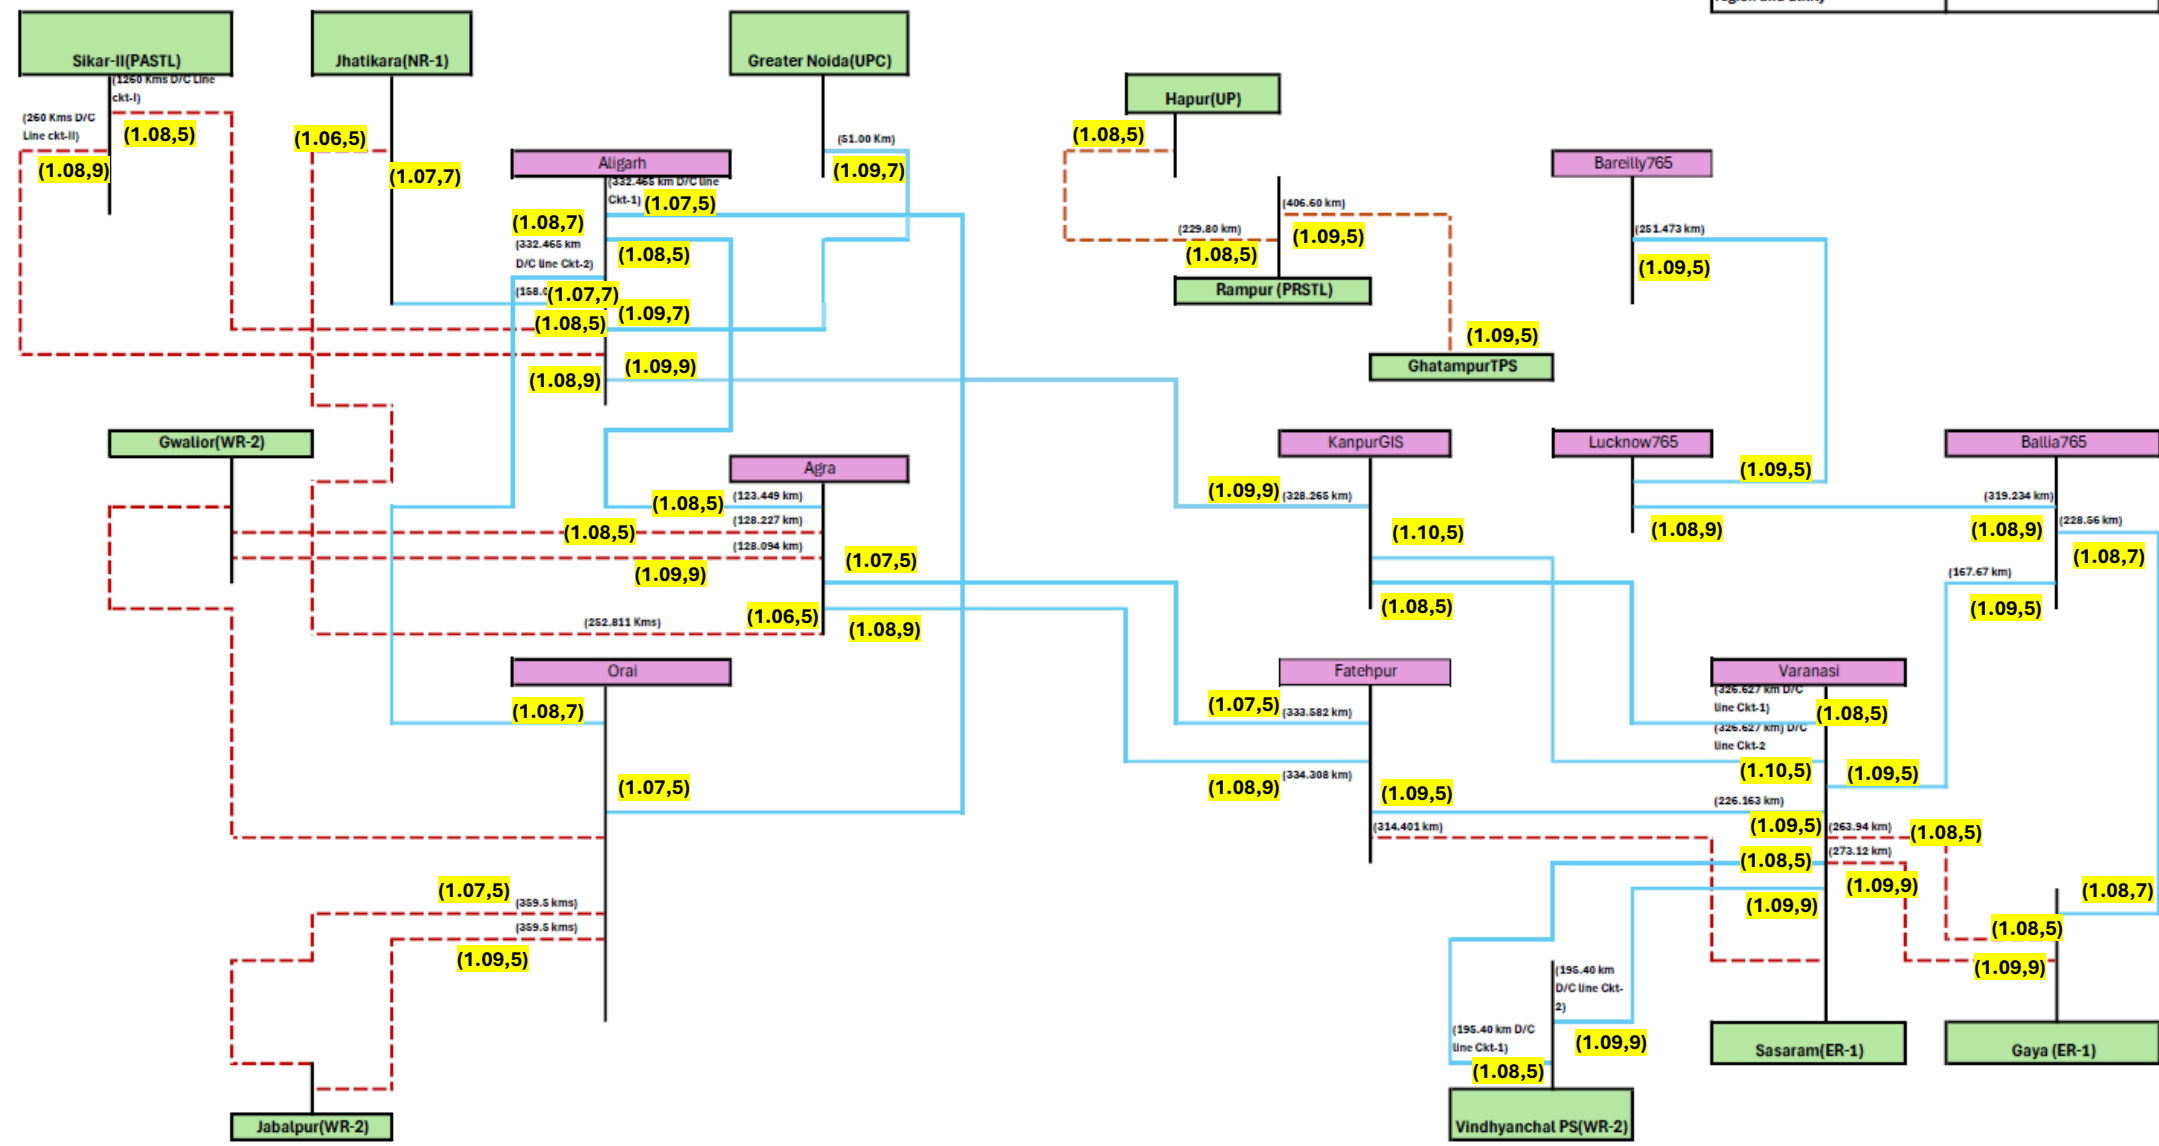 Sikar-II(PASTL)
Jhatikara(NR-1)
Greater Noida(UPC)
(1260 Kms D/C Line
ckt-I)
(260 Kms D/C
Line ckt-II)
(1.08,5)
(1.08,9)
(1.06,5)
(1.07,7)
(51.00 Km)
(1.09,7)
Hapur(UP)
(1.08,5)
Aligarh
(332.465 km D/C line
Ckt-1)
(1.07,5)
(1.08,7)
(332.465 km
D/C line Ckt-2)
(1.08,5)
(1.07,7)
(1.09,7)
(1.08,5)
(1.09,9)
(1.08,9)
(406.60 km)
(229.80 km)
(1.09,5)
(1.08,5)
Rampur (PRSTL)
(1.09,5)
GhatampurTPS
Bareilly765
(251.473 km)
(1.09,5)
Gwalior(WR-2)
KanpurGIS
Lucknow765
Ballia765
Agra
(1.09,5)
(1.08,5)
(123.449 km)
(1.09,9)
(328.265 km)
(319.234 km)
(128.227 km)
(1.08,5)
(1.10,5)
(1.08,9)
(1.08,9)
(228.56 km)
(128.094 km)
(1.08,7)
(1.09,9)
(1.07,5)
(167.67 km)
(1.06,5)
(1.08,5)
(1.09,5)
(252.811 Kms)
(1.08,9)
Orai
Fatehpur
Varanasi
(1.08,7)
(1.07,5)
(333.582 km)
(326.627 km D/C
line Ckt-1)
(1.08,5)
(326.627 km) D/C
line Ckt-2
(1.10,5)
(1.09,5)
(1.07,5)
(1.08,9)
(334.308 km)
(1.09,5)
(226.163 km)
(314.401 km)
(1.09,5)
(263.94 km)
(1.08,5)
(1.08,5)
(273.12 km)
(1.07,5)
(359.5 kms)
(1.09,9)
(1.08,7)
(1.09,9)
(359.5 kms)
(1.08,5)
(1.09,5)
(1.09,9)
(195.40 km
D/C line Ckt-
2)
(195.40 km D/C
line Ckt-1)
(1.09,9)
(1.08,5)
Sasaram(ER-1)
Gaya (ER-1)
Jabalpur(WR-2)
Vindhyanchal PS(WR-2)